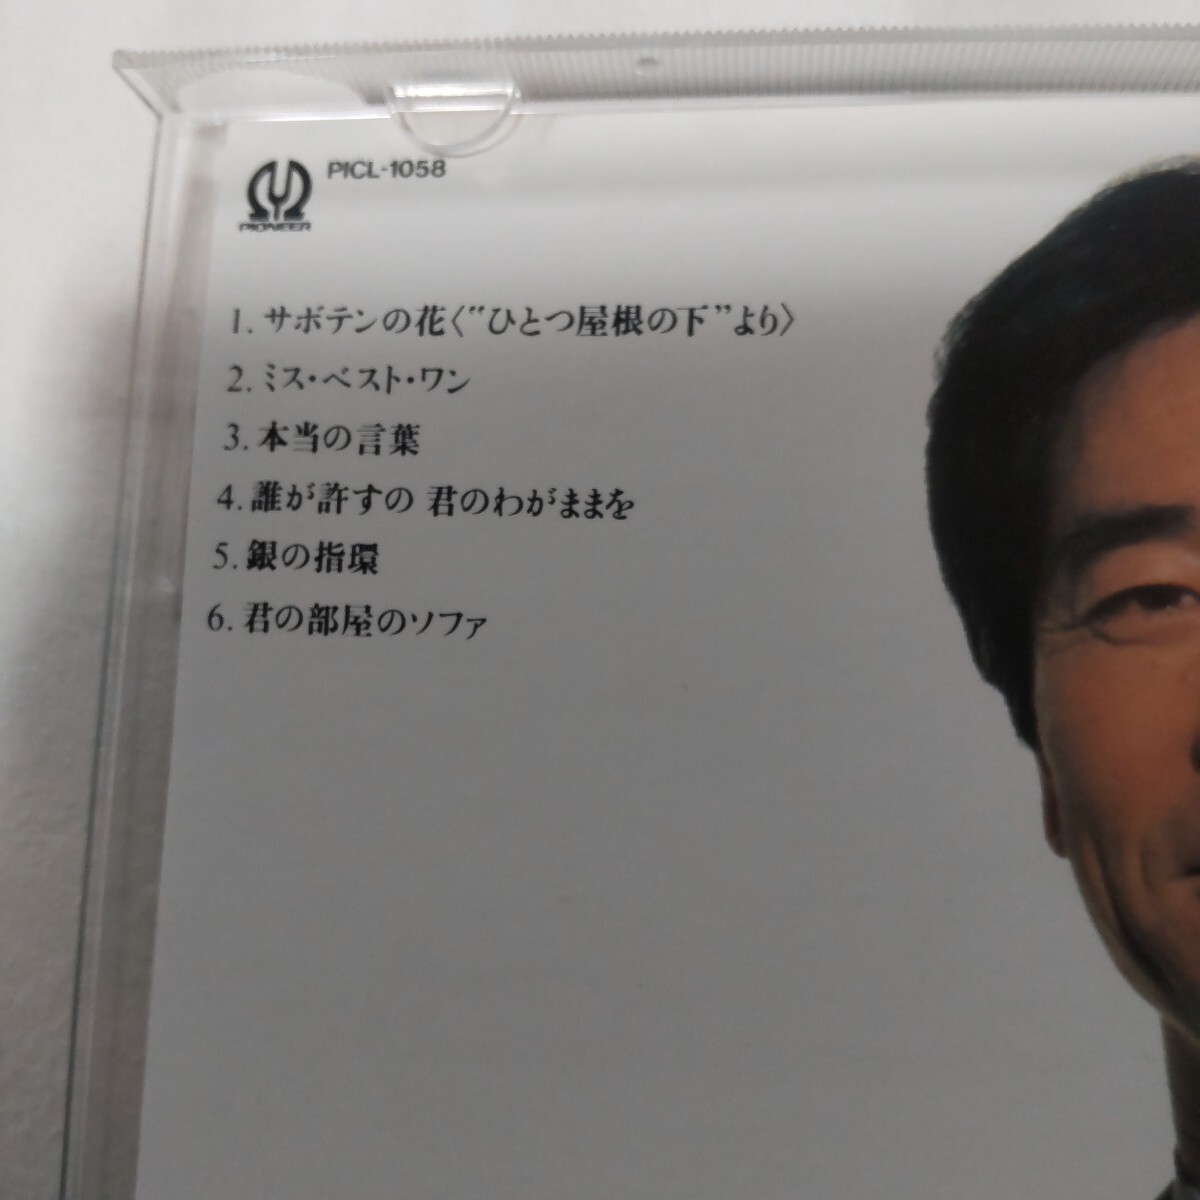 PICL-1058
PIONEER
1. サボテンの花〈“ひとつ屋根の下”より〉
2. ミス・ベスト・ワン
3. 本当の言葉
4. 誰が許すの 君のわがままを
5. 銀の指環
6. 君の部屋のソファ